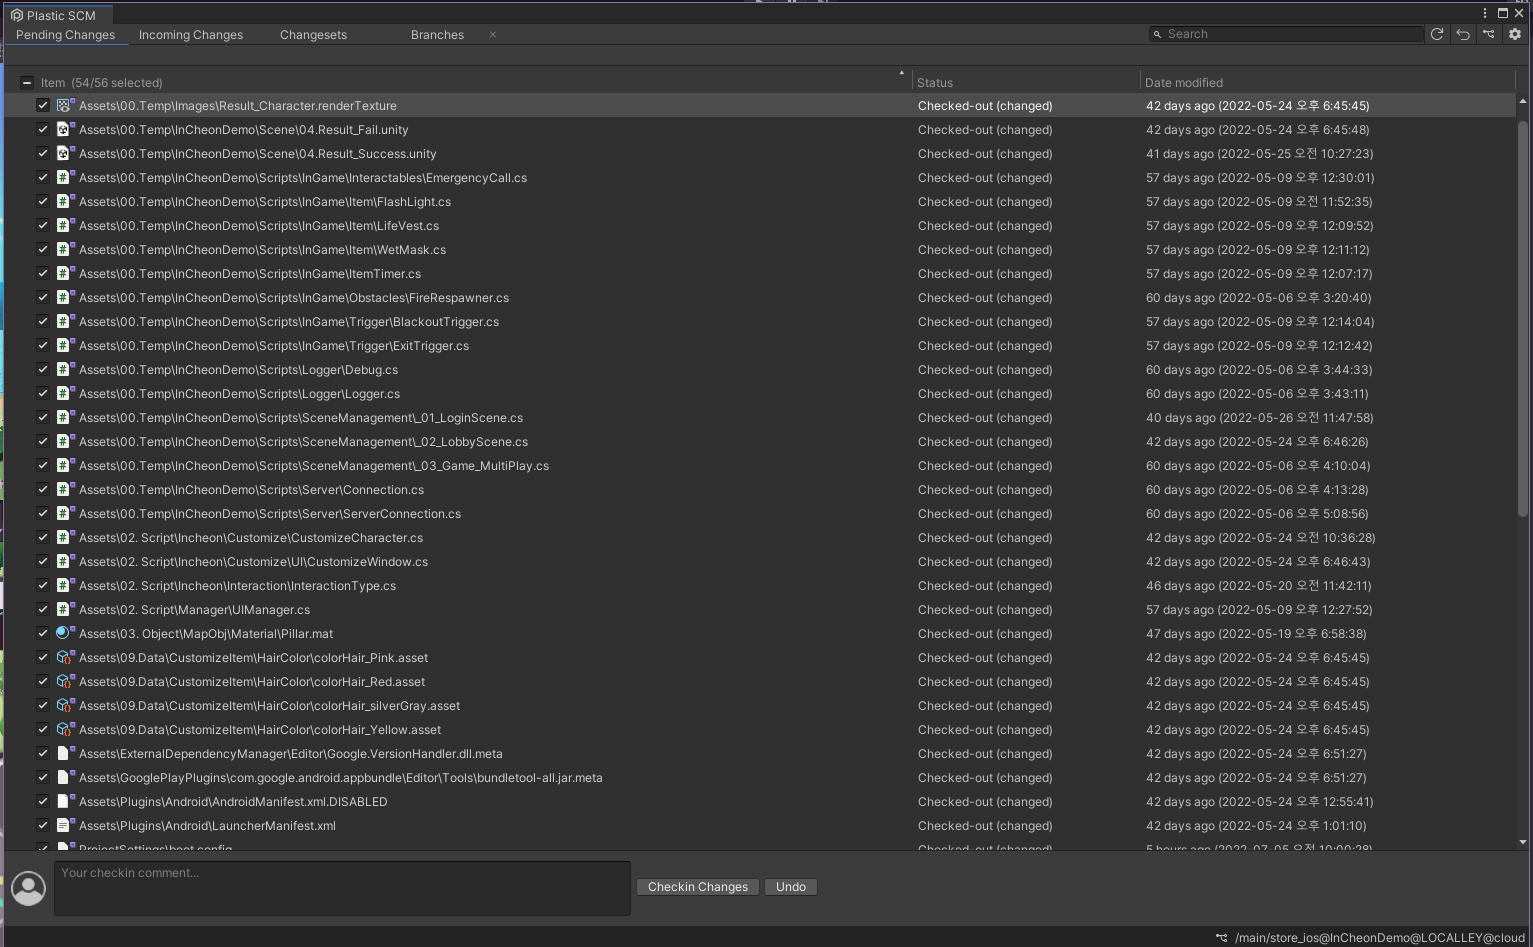 Plastic SCM
Pending Changes Incoming Changes Changesets Branches × Search
Item (54/56 selected) Status Date modified
Assets\00.Temp\Images\Result_Character.renderTexture Checked-out (changed) 42 days ago (2022-05-24 오후 6:45:45)
Assets\00.Temp\InCheonDemo\Scene\04.Result_Fail.unity Checked-out (changed) 42 days ago (2022-05-24 오후 6:45:48)
Assets\00.Temp\InCheonDemo\Scene\04.Result_Success.unity Checked-out (changed) 41 days ago (2022-05-25 오전 10:27:23)
Assets\00.Temp\InCheonDemo\Scripts\InGame\Interactables\EmergencyCall.cs Checked-out (changed) 57 days ago (2022-05-09 오후 12:30:01)
Assets\00.Temp\InCheonDemo\Scripts\InGame\Item\FlashLight.cs Checked-out (changed) 57 days ago (2022-05-09 오전 11:52:35)
Assets\00.Temp\InCheonDemo\Scripts\InGame\Item\LifeVest.cs Checked-out (changed) 57 days ago (2022-05-09 오후 12:09:52)
Assets\00.Temp\InCheonDemo\Scripts\InGame\Item\WetMask.cs Checked-out (changed) 57 days ago (2022-05-09 오후 12:11:12)
Assets\00.Temp\InCheonDemo\Scripts\InGame\ItemTimer.cs Checked-out (changed) 57 days ago (2022-05-09 오후 12:07:17)
Assets\00.Temp\InCheonDemo\Scripts\InGame\Obstacles\FireRespawner.cs Checked-out (changed) 60 days ago (2022-05-06 오후 3:20:40)
Assets\00.Temp\InCheonDemo\Scripts\InGame\Trigger\BlackoutTrigger.cs Checked-out (changed) 57 days ago (2022-05-09 오후 12:14:04)
Assets\00.Temp\InCheonDemo\Scripts\InGame\Trigger\ExitTrigger.cs Checked-out (changed) 57 days ago (2022-05-09 오후 12:12:42)
Assets\00.Temp\InCheonDemo\Scripts\Logger\Debug.cs Checked-out (changed) 60 days ago (2022-05-06 오후 3:44:33)
Assets\00.Temp\InCheonDemo\Scripts\Logger\Logger.cs Checked-out (changed) 60 days ago (2022-05-06 오후 3:43:11)
Assets\00.Temp\InCheonDemo\Scripts\SceneManagement\_01_LoginScene.cs Checked-out (changed) 40 days ago (2022-05-26 오전 11:47:58)
Assets\00.Temp\InCheonDemo\Scripts\SceneManagement\_02_LobbyScene.cs Checked-out (changed) 42 days ago (2022-05-24 오후 6:46:26)
Assets\00.Temp\InCheonDemo\Scripts\SceneManagement\_03_Game_MultiPlay.cs Checked-out (changed) 60 days ago (2022-05-06 오후 4:10:04)
Assets\00.Temp\InCheonDemo\Scripts\Server\Connection.cs Checked-out (changed) 60 days ago (2022-05-06 오후 4:13:28)
Assets\00.Temp\InCheonDemo\Scripts\Server\ServerConnection.cs Checked-out (changed) 60 days ago (2022-05-06 오후 5:08:56)
Assets\02. Script\Incheon\Customize\CustomizeCharacter.cs Checked-out (changed) 42 days ago (2022-05-24 오전 10:36:28)
Assets\02. Script\Incheon\Customize\UI\CustomizeWindow.cs Checked-out (changed) 42 days ago (2022-05-24 오후 6:46:43)
Assets\02. Script\Incheon\Interaction\InteractionType.cs Checked-out (changed) 46 days ago (2022-05-20 오전 11:42:11)
Assets\02. Script\Manager\UIManager.cs Checked-out (changed) 57 days ago (2022-05-09 오후 12:27:52)
Assets\03. Object\MapObj\Material\Pillar.mat Checked-out (changed) 47 days ago (2022-05-19 오후 6:58:38)
Assets\09.Data\CustomizeItem\HairColor\colorHair_Pink.asset Checked-out (changed) 42 days ago (2022-05-24 오후 6:45:45)
Assets\09.Data\CustomizeItem\HairColor\colorHair_Red.asset Checked-out (changed) 42 days ago (2022-05-24 오후 6:45:45)
Assets\09.Data\CustomizeItem\HairColor\colorHair_silverGray.asset Checked-out (changed) 42 days ago (2022-05-24 오후 6:45:45)
Assets\09.Data\CustomizeItem\HairColor\colorHair_Yellow.asset Checked-out (changed) 42 days ago (2022-05-24 오후 6:45:45)
Assets\ExternalDependencyManager\Editor\Google.VersionHandler.dll.meta Checked-out (changed) 42 days ago (2022-05-24 오후 6:51:27)
Assets\GooglePlayPlugins\com.google.android.appbundle\Editor\Tools\bundletool-all.jar.meta Checked-out (changed) 42 days ago (2022-05-24 오후 6:51:27)
Assets\Plugins\Android\AndroidManifest.xml.DISABLED Checked-out (changed) 42 days ago (2022-05-24 오후 12:55:41)
Assets\Plugins\Android\LauncherManifest.xml Checked-out (changed) 42 days ago (2022-05-24 오후 1:01:10)
ProjectSettings\boot.config Checked-out (changed) 5 hours ago (2022-07-05 오전 10:00:28)
Your checkin comment...
Checkin Changes Undo
/main/store_ios@InCheonDemo@LOCALLEY@cloud